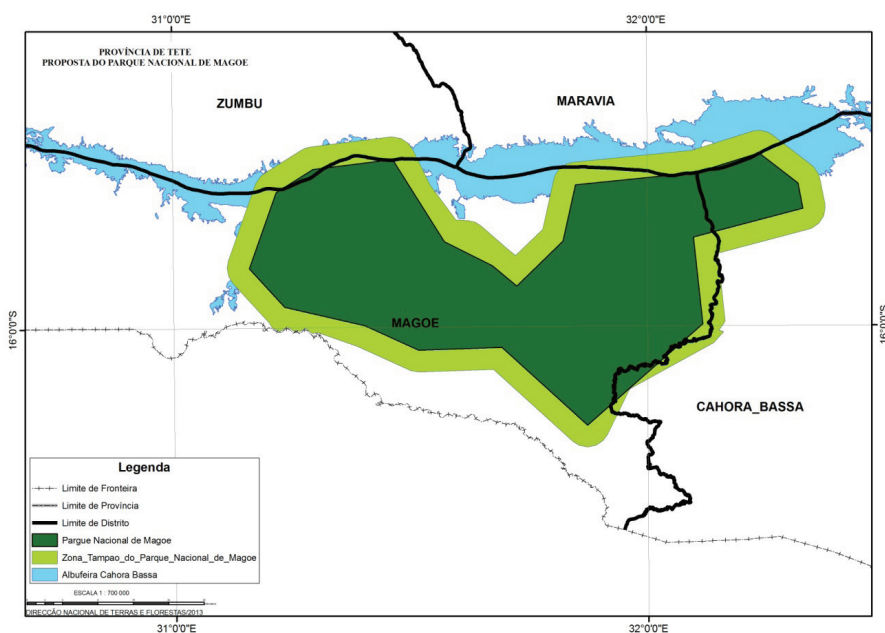 31°0'0"E
32°0'0"E
PROVÍNCIA DE TETE
PROPOSTA DO PARQUE NACIONAL DE MAGOE
ZUMBU
MARAVIA
16°0'0"S
16°0'0"S
MAGOE
CAHORA_BASSA
Legenda
Limite de Fronteira
Limite de Província
Limite de Distrito
Pargue Nacional de Magoe
Zona_Tampao_do_Parque_Nacional_de_Magoe
Albufeira Cahora Bassa
ESCALA 1 : 700 000
DIRECÇÃO NACIONAL DE TERRAS E FLORESTAS/2013
31°0'0"E
32°0'0"E